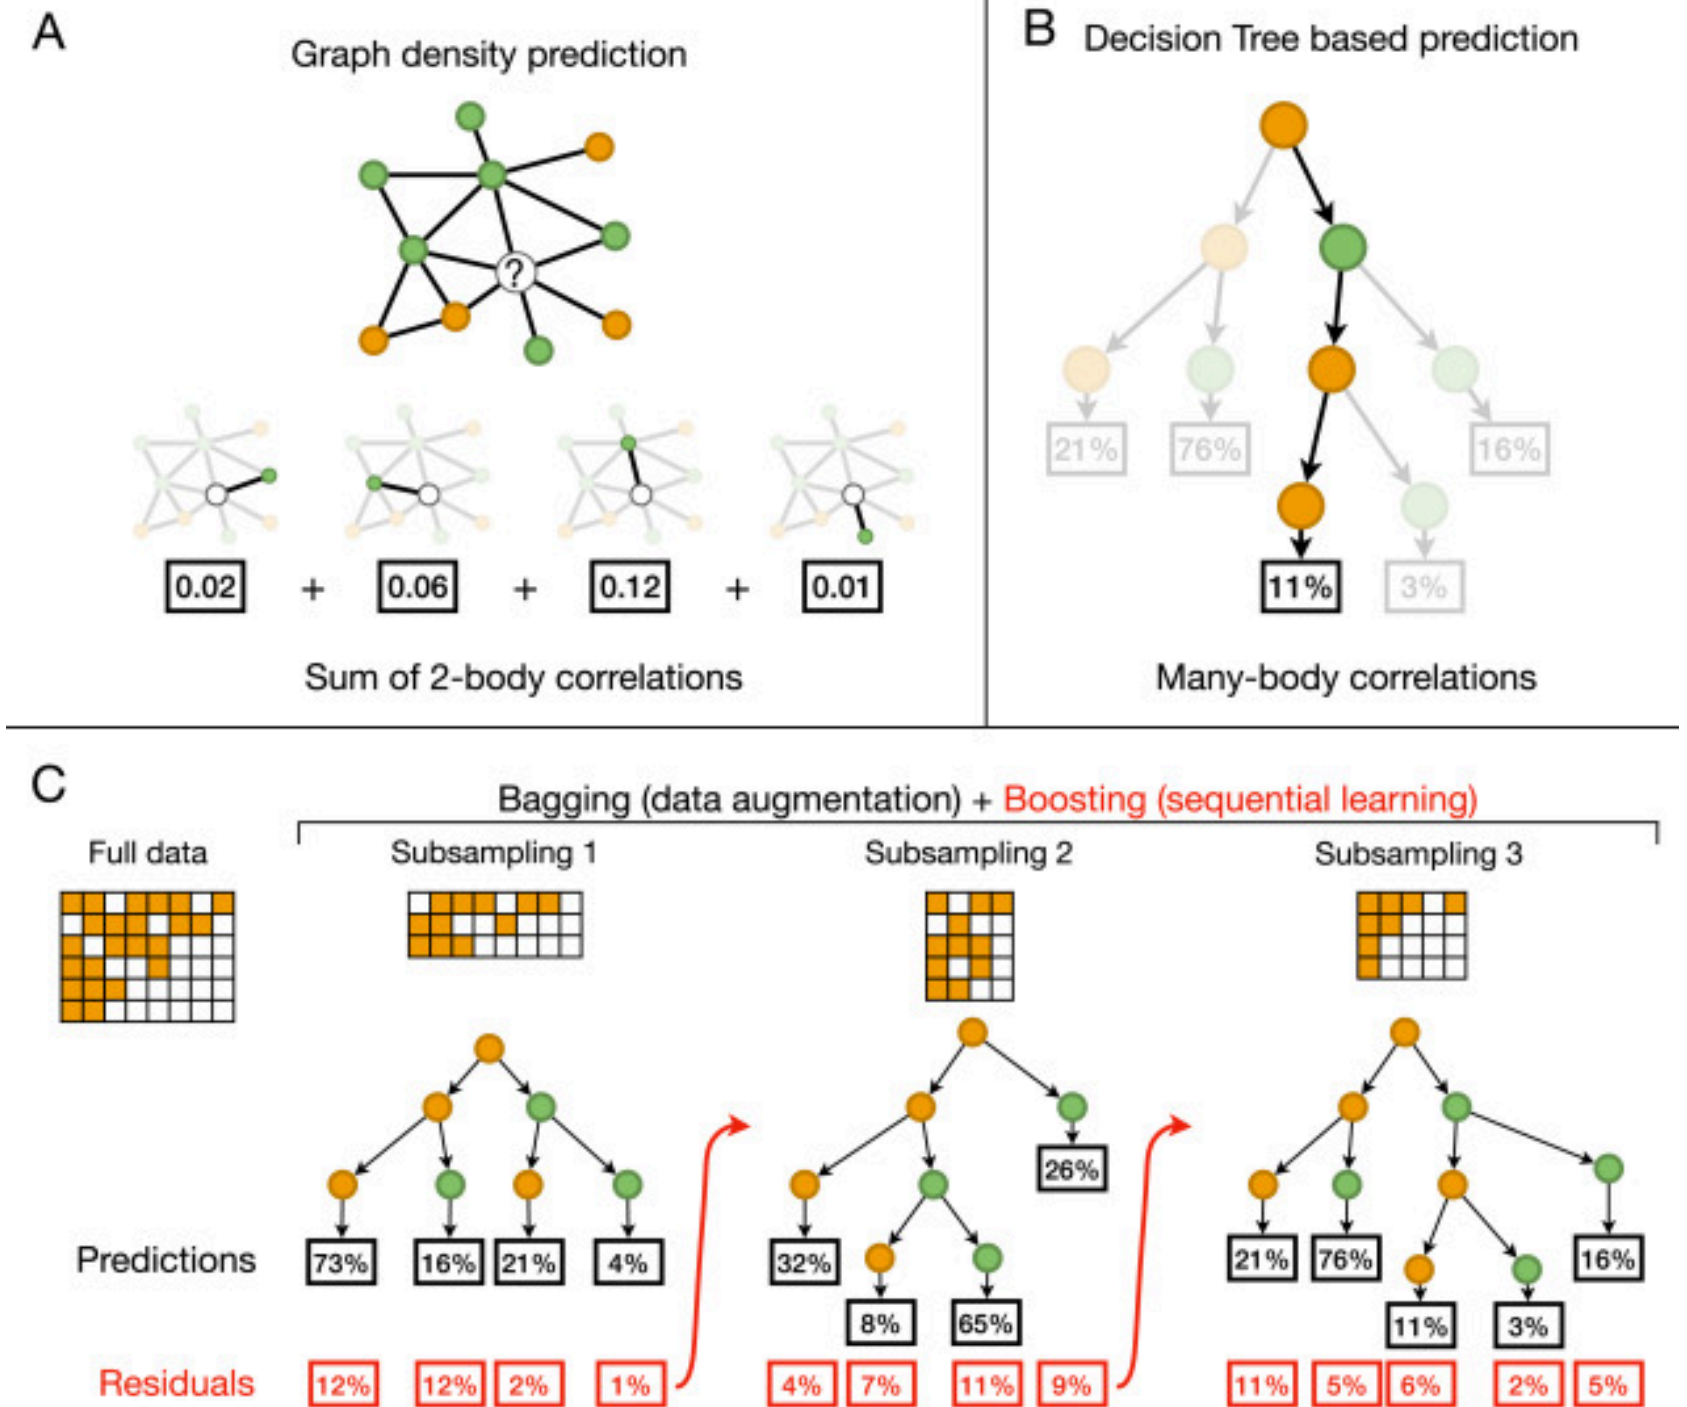 A
Graph density prediction
?
0.02 + 0.06 + 0.12 + 0.01
Sum of 2-body correlations
B
Decision Tree based prediction
21% 76% 16%
11% 3%
Many-body correlations
C
Bagging (data augmentation) + Boosting (sequential learning)
Full data Subsampling 1 Subsampling 2 Subsampling 3
26%
Predictions 73% 16% 21% 4% 32% 21% 76% 16%
8% 65% 11% 3%
Residuals 12% 12% 2% 1% 4% 7% 11% 9% 11% 5% 6% 2% 5%